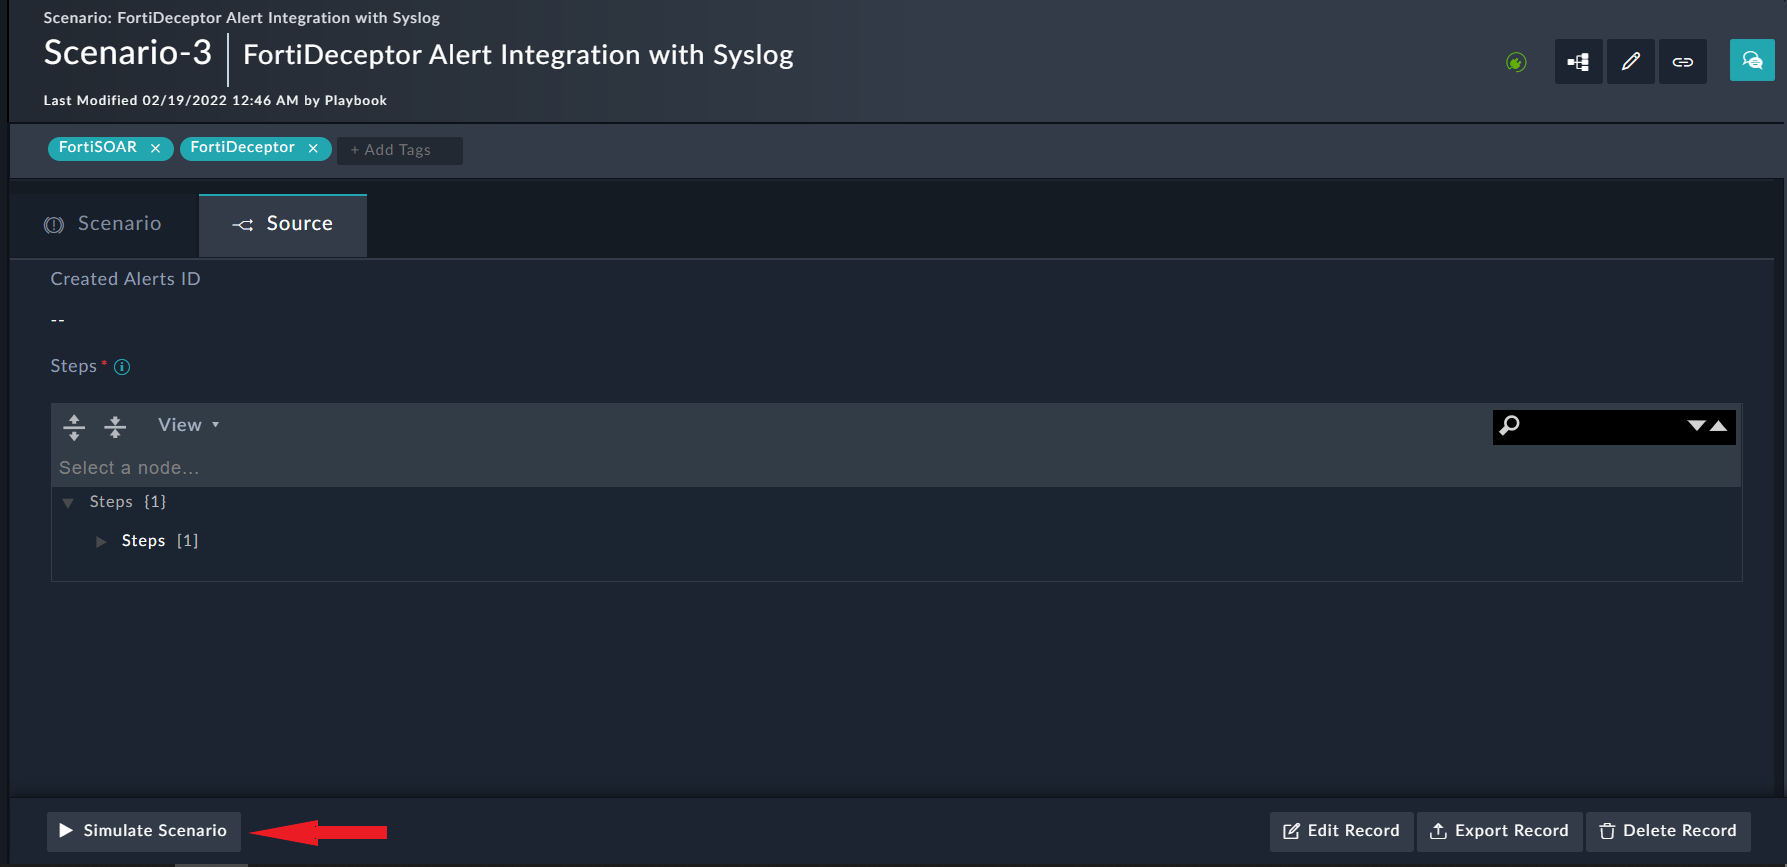 Scenario: FortiDeceptor Alert Integration with Syslog
Scenario-3 FortiDeceptor Alert Integration with Syslog
Last Modified 02/19/2022 12:46 AM by Playbook
FortiSOAR × FortiDeceptor × + Add Tags
Scenario Source
Created Alerts ID
--
Steps*
View
Select a node...
Steps {1}
Steps [1]
Simulate Scenario Edit Record Export Record Delete Record